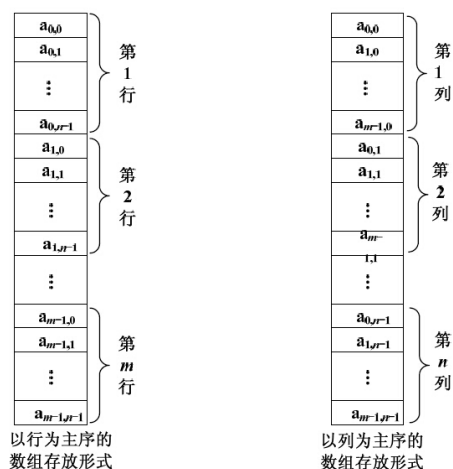 a0,0
a0,1
⋮
a0,n−1
a1,0
a1,1
⋮
a1,n−1
⋮
am−1,0
am−1,1
⋮
am−1,n−1
第1行
第2行
第m行
以行为主序的
数组存放形式
a0,0
a1,0
⋮
am−1,0
a0,1
a1,1
⋮
am−
1,1
⋮
a0,n−1
a1,n−1
⋮
am−1,n−1
第1列
第2列
第n列
以列为主序的
数组存放形式